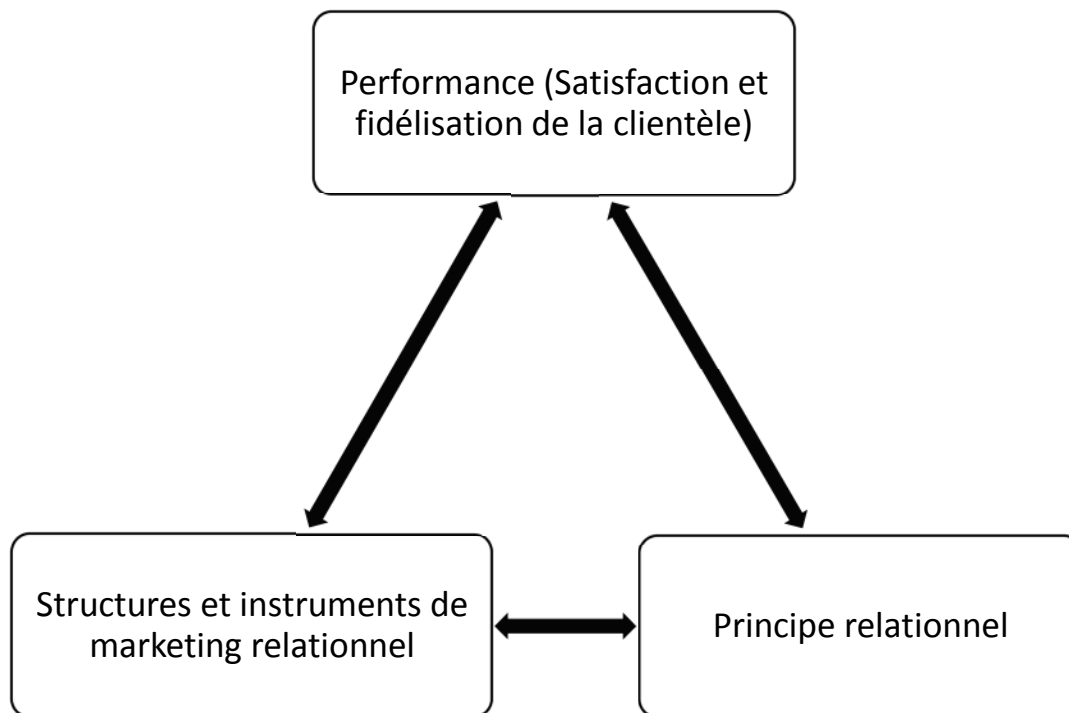 Performance (Satisfaction et
fidélisation de la clientèle)
Structures et instruments de
marketing relationnel
Principe relationnel